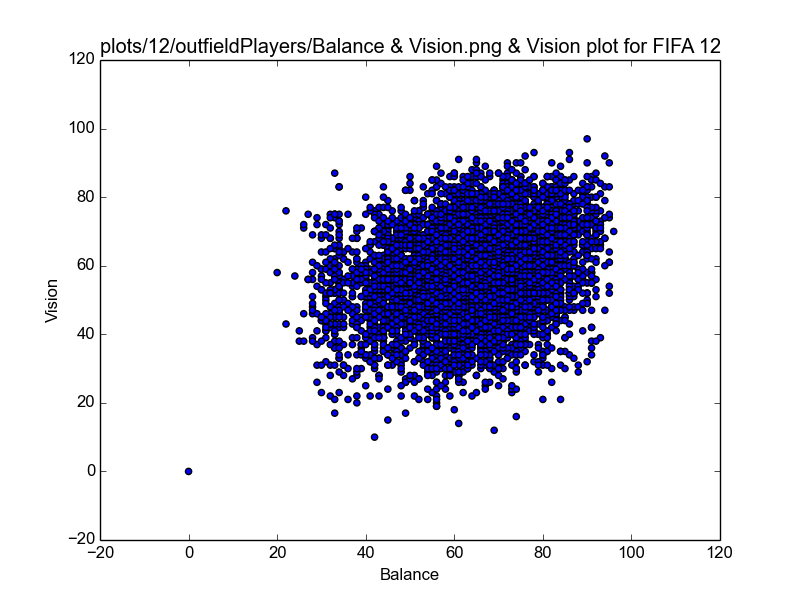 plots/12/outfieldPlayers/Balance & Vision.png & Vision plot for FIFA 12
120
100
80
60
40
20
0
−20
Vision
−20 0 20 40 60 80 100 120
Balance